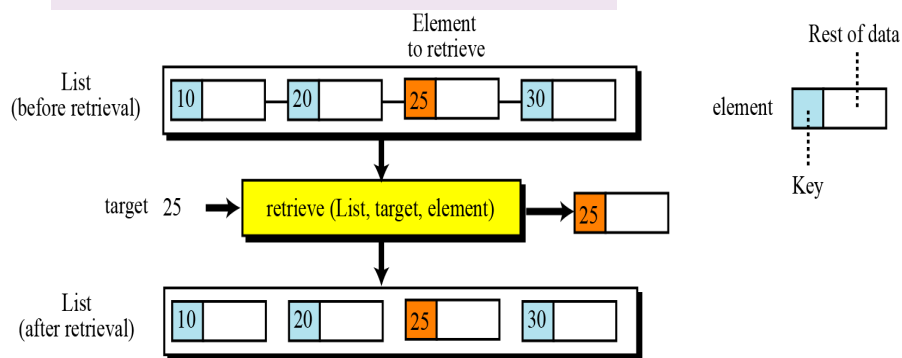 Element
to retrieve
Rest of data
List
(before retrieval)
10 20 25 30
element
Key
target 25
retrieve (List, target, element)
25
List
(after retrieval)
10 20 25 30